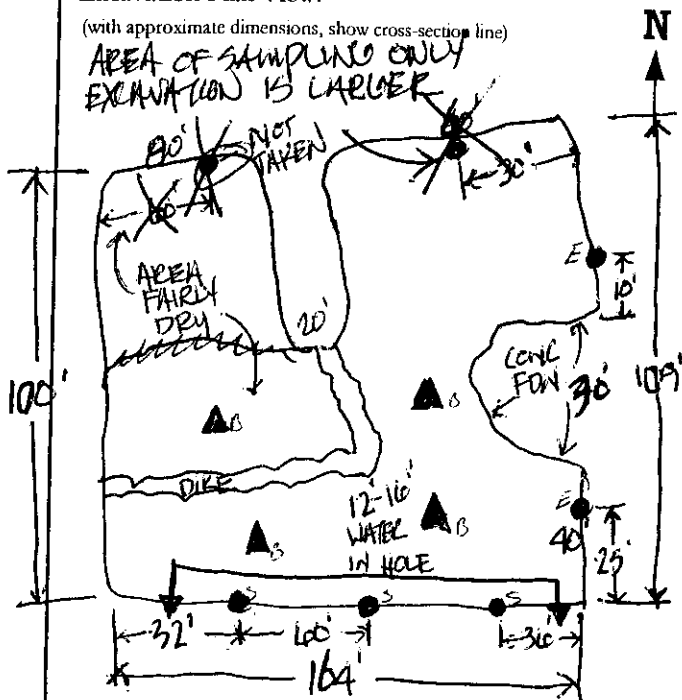 (with approximate dimensions, show cross-section line)
N
AREA OF SAMPLING ONLY
EXCAVATION IS LARGER
80'
NOT
TAKEN
30'
E
10'
AREA
FAIRLY
DRY
20'
CONC
FDN
30'
100'
109'
B
B
DIKE
12-16'
WATER
IN HOLE
B
B
E
40'
25'
S
S
S
32'
60'
36'
164'